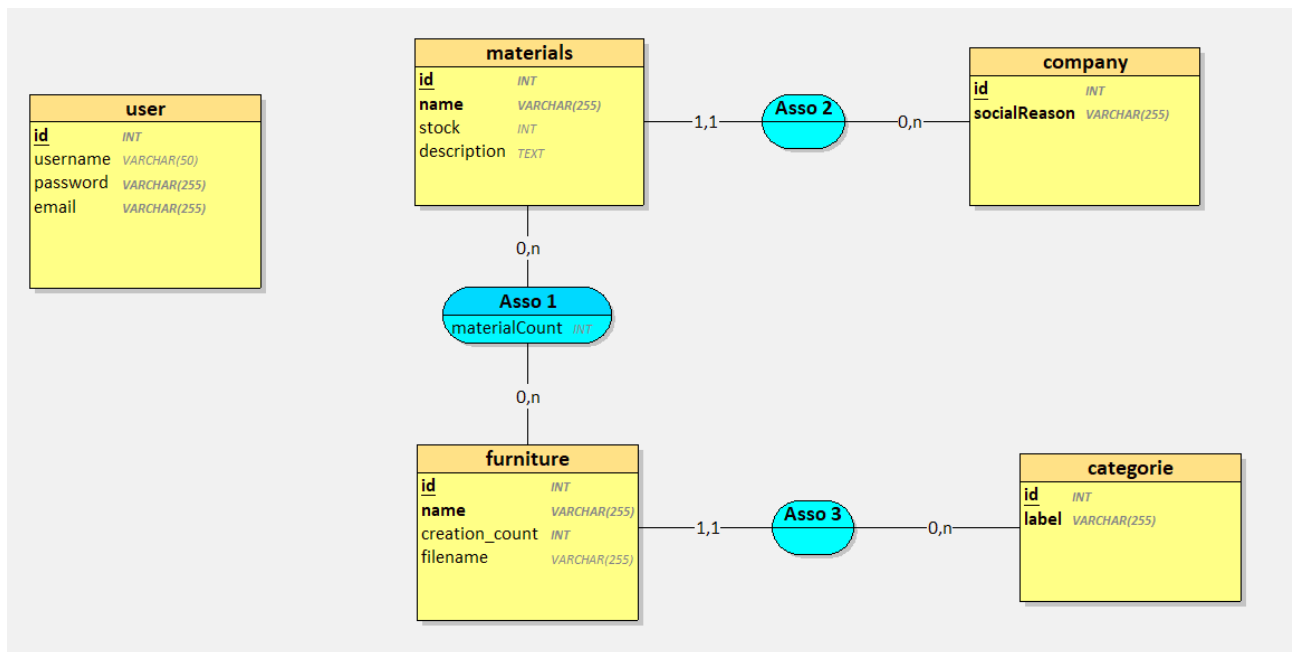 user
id INT
username VARCHAR(50)
password VARCHAR(255)
email VARCHAR(255)
materials
id INT
name VARCHAR(255)
stock INT
description TEXT
1,1
Asso 2
0,n
company
id INT
socialReason VARCHAR(255)
0,n
Asso 1
materialCount INT
0,n
furniture
id INT
name VARCHAR(255)
creation_count INT
filename VARCHAR(255)
1,1
Asso 3
0,n
categorie
id INT
label VARCHAR(255)